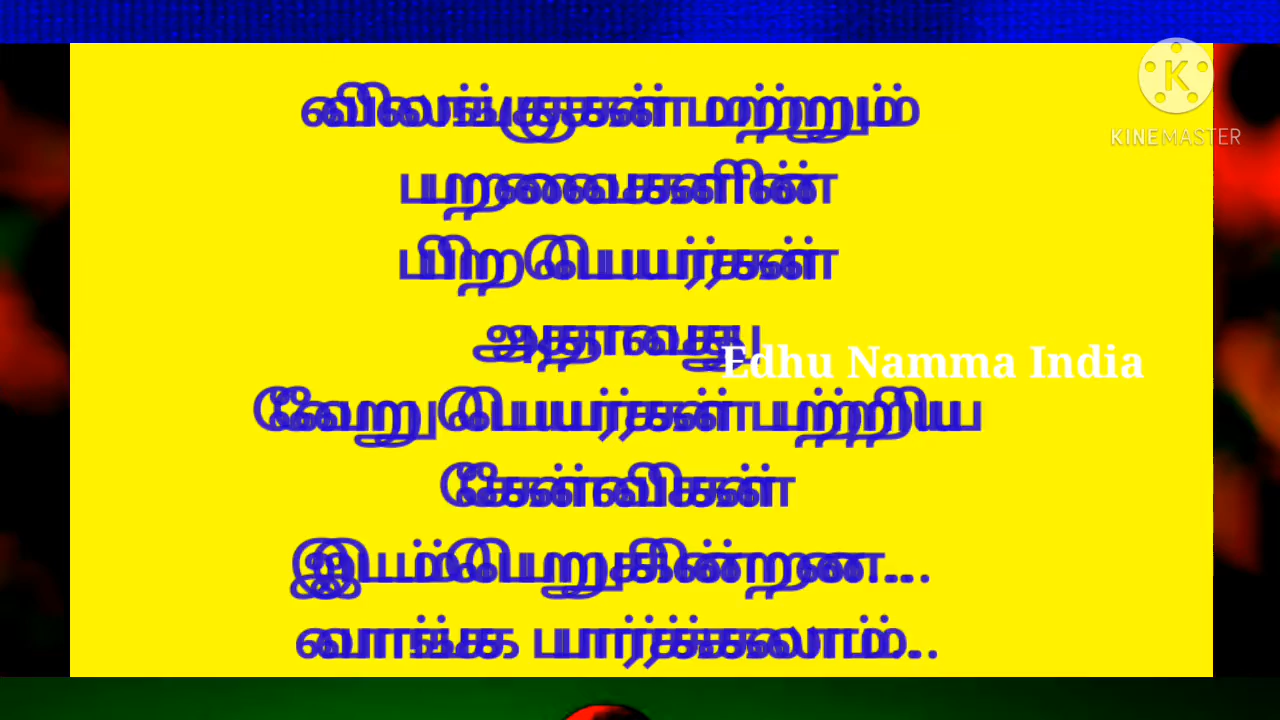 விலங்குகள் மற்றும்
பறவைகளின்
பிற பெயர்கள்
அதாவது
Edhu Namma India
வேறு பெயர்கள் பற்றிய
கேள்விகள்
இடம்பெறுகின்றன...
வாங்க பார்க்கலாம்..
K
KINEMASTER